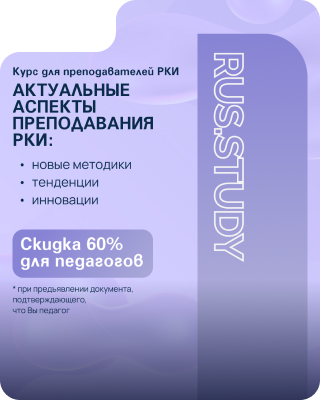 Курс для преподавателей РКИ
АКТУАЛЬНЫЕ
АСПЕКТЫ
ПРЕПОДАВАНИЯ
РКИ:
• новые методики
• тенденции
• инновации
Скидка 60%
для педагогов
* при предъявлении документа,
подтверждающего,
что Вы педагог
RUS.STUDY